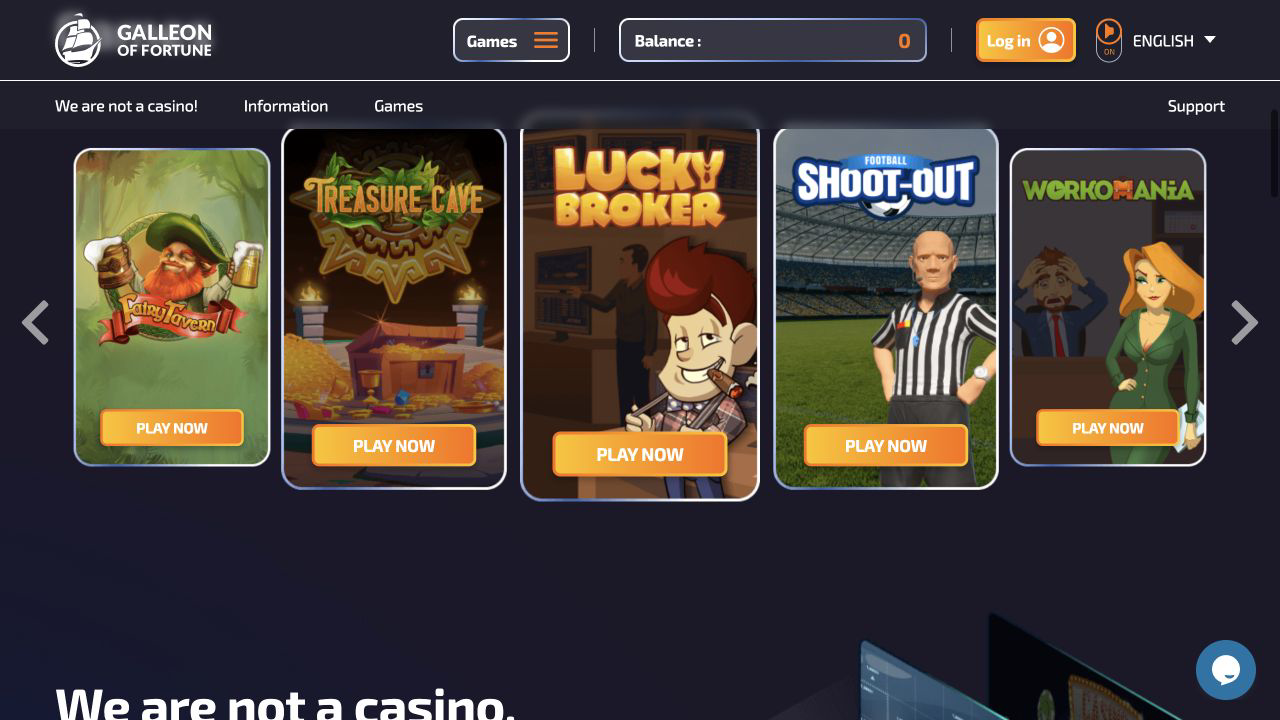 GALLEON
OF FORTUNE
Games
Balance :
0
Log in
ON
ENGLISH
We are not a casino!
Information
Games
Support
FairyTavern
PLAY NOW
TREASURE CAVE
PLAY NOW
LUCKY
BROKER
PLAY NOW
FOOTBALL
SHOOT-OUT
PLAY NOW
WORKOMANiA
PLAY NOW
We are not a casino.